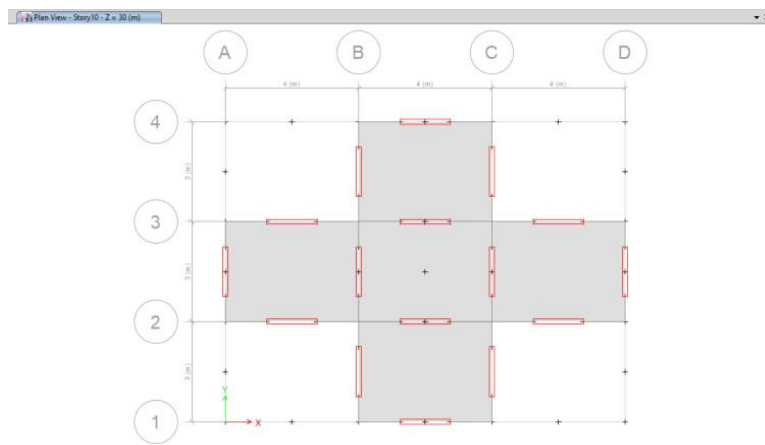 Plan View - Story10 - Z = 30 (m)
A B C D
4 (m) 4 (m) 4 (m)
4
3 (m)
3
3 (m)
2
3 (m)
Y
X
1